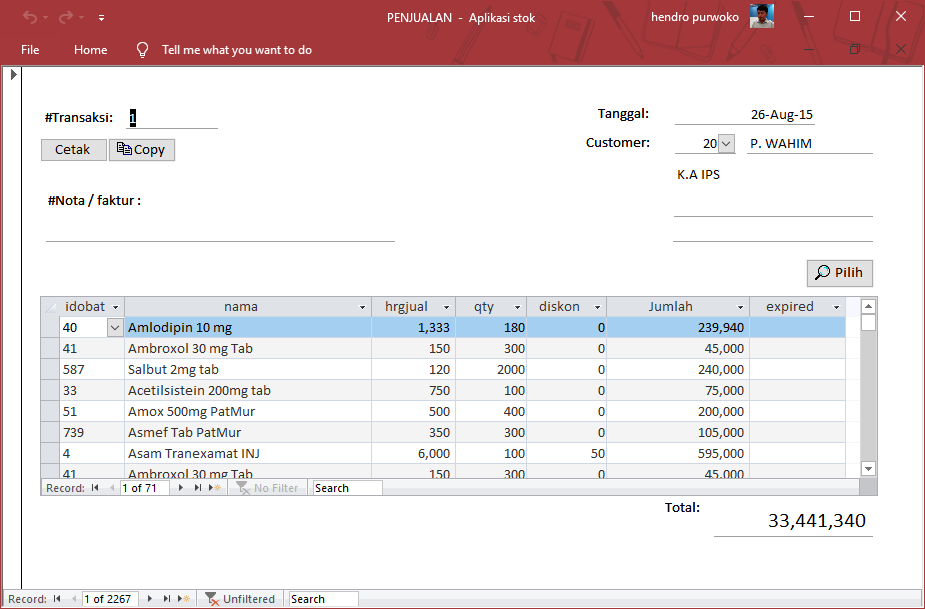 PENJUALAN - Aplikasi stok
hendro purwoko
File Home Tell me what you want to do
#Transaksi: 1
Tanggal: 26-Aug-15
Cetak Copy
Customer: 20 P. WAHIM
K.A IPS
#Nota / faktur :
Pilih
idobat nama hrgjual qty diskon Jumlah expired
40 Amlodipin 10 mg 1,333 180 0 239,940
41 Ambroxol 30 mg Tab 150 300 0 45,000
587 Salbut 2mg tab 120 2000 0 240,000
33 Acetilsistein 200mg tab 750 100 0 75,000
51 Amox 500mg PatMur 500 400 0 200,000
739 Asmef Tab PatMur 350 300 0 105,000
4 Asam Tranexamat INJ 6,000 100 50 595,000
41 Ambroxol 30 mg Tab 150 300 0 45,000
Record: 1 of 71 No Filter Search
Total: 33,441,340
Record: 1 of 2267 Unfiltered Search